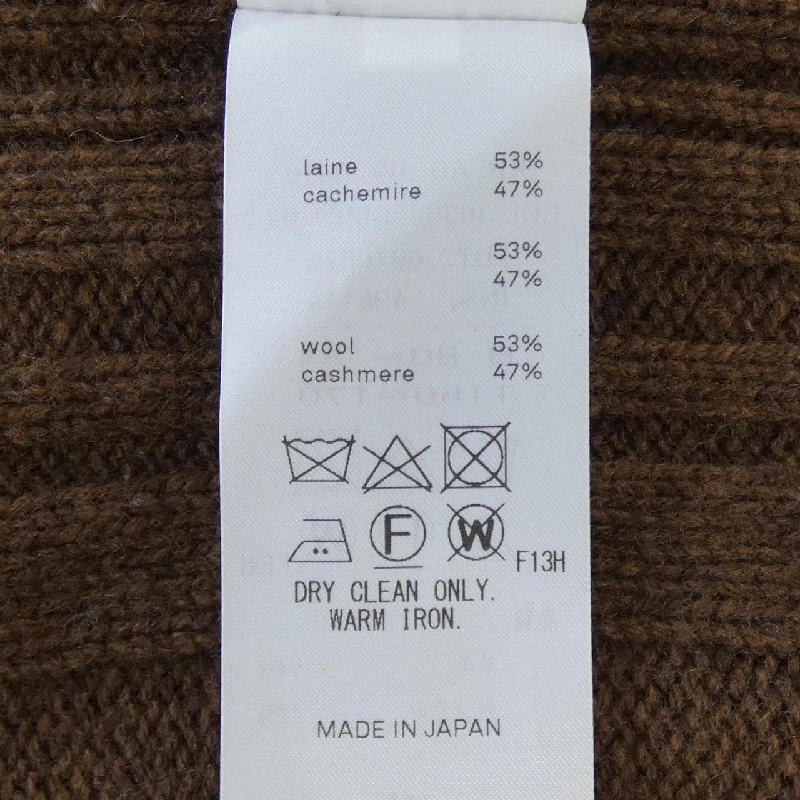 laine 53%
cachemire 47%
53%
47%
wool 53%
cashmere 47%
F W F13H
DRY CLEAN ONLY.
WARM IRON.
MADE IN JAPAN